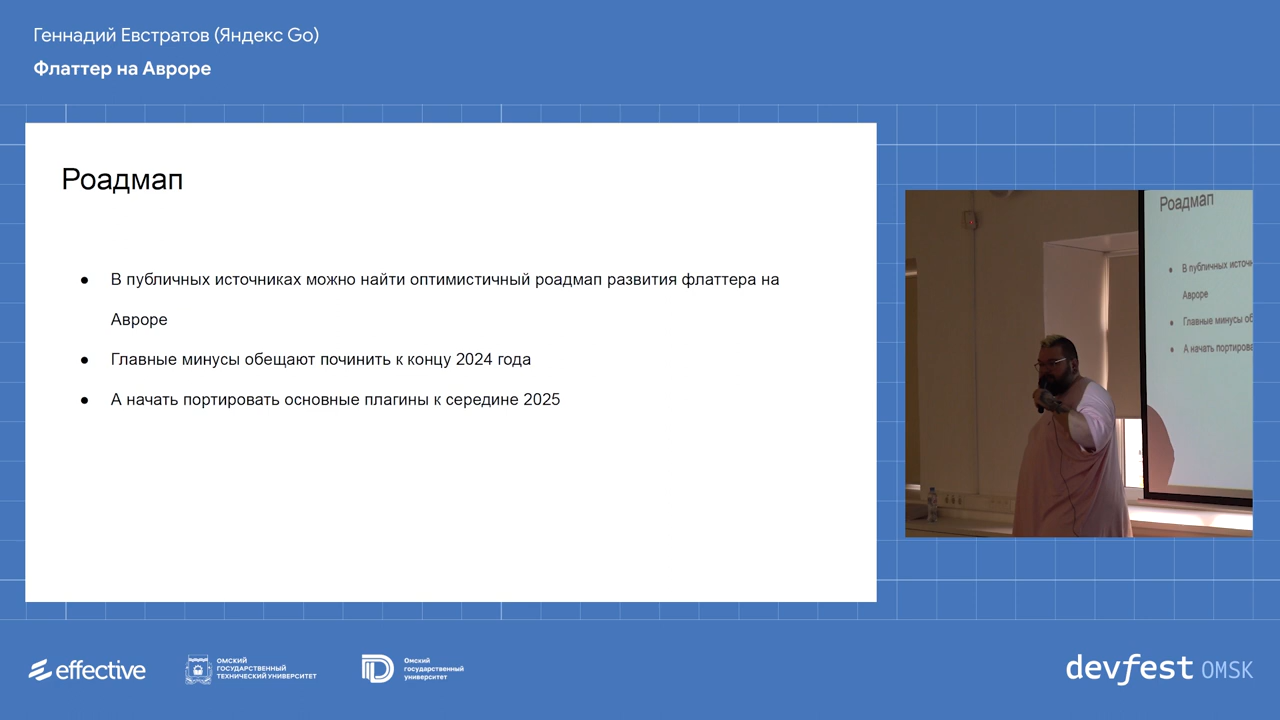 Геннадий Евстратов (Яндекс Go)
Флаттер на Авроре
Роадмап
● В публичных источниках можно найти оптимистичный роадмап развития флаттера на
Авроре
● Главные минусы обещают починить к концу 2024 года
● А начать портировать основные плагины к середине 2025
Роадмап
● В публичных источн
Авроре
● Главные минусы об
● А начать портирова
effective
ОМСКИЙ
ГОСУДАРСТВЕННЫЙ
ТЕХНИЧЕСКИЙ УНИВЕРСИТЕТ
Омский
государственный
университет
devfest OMSK